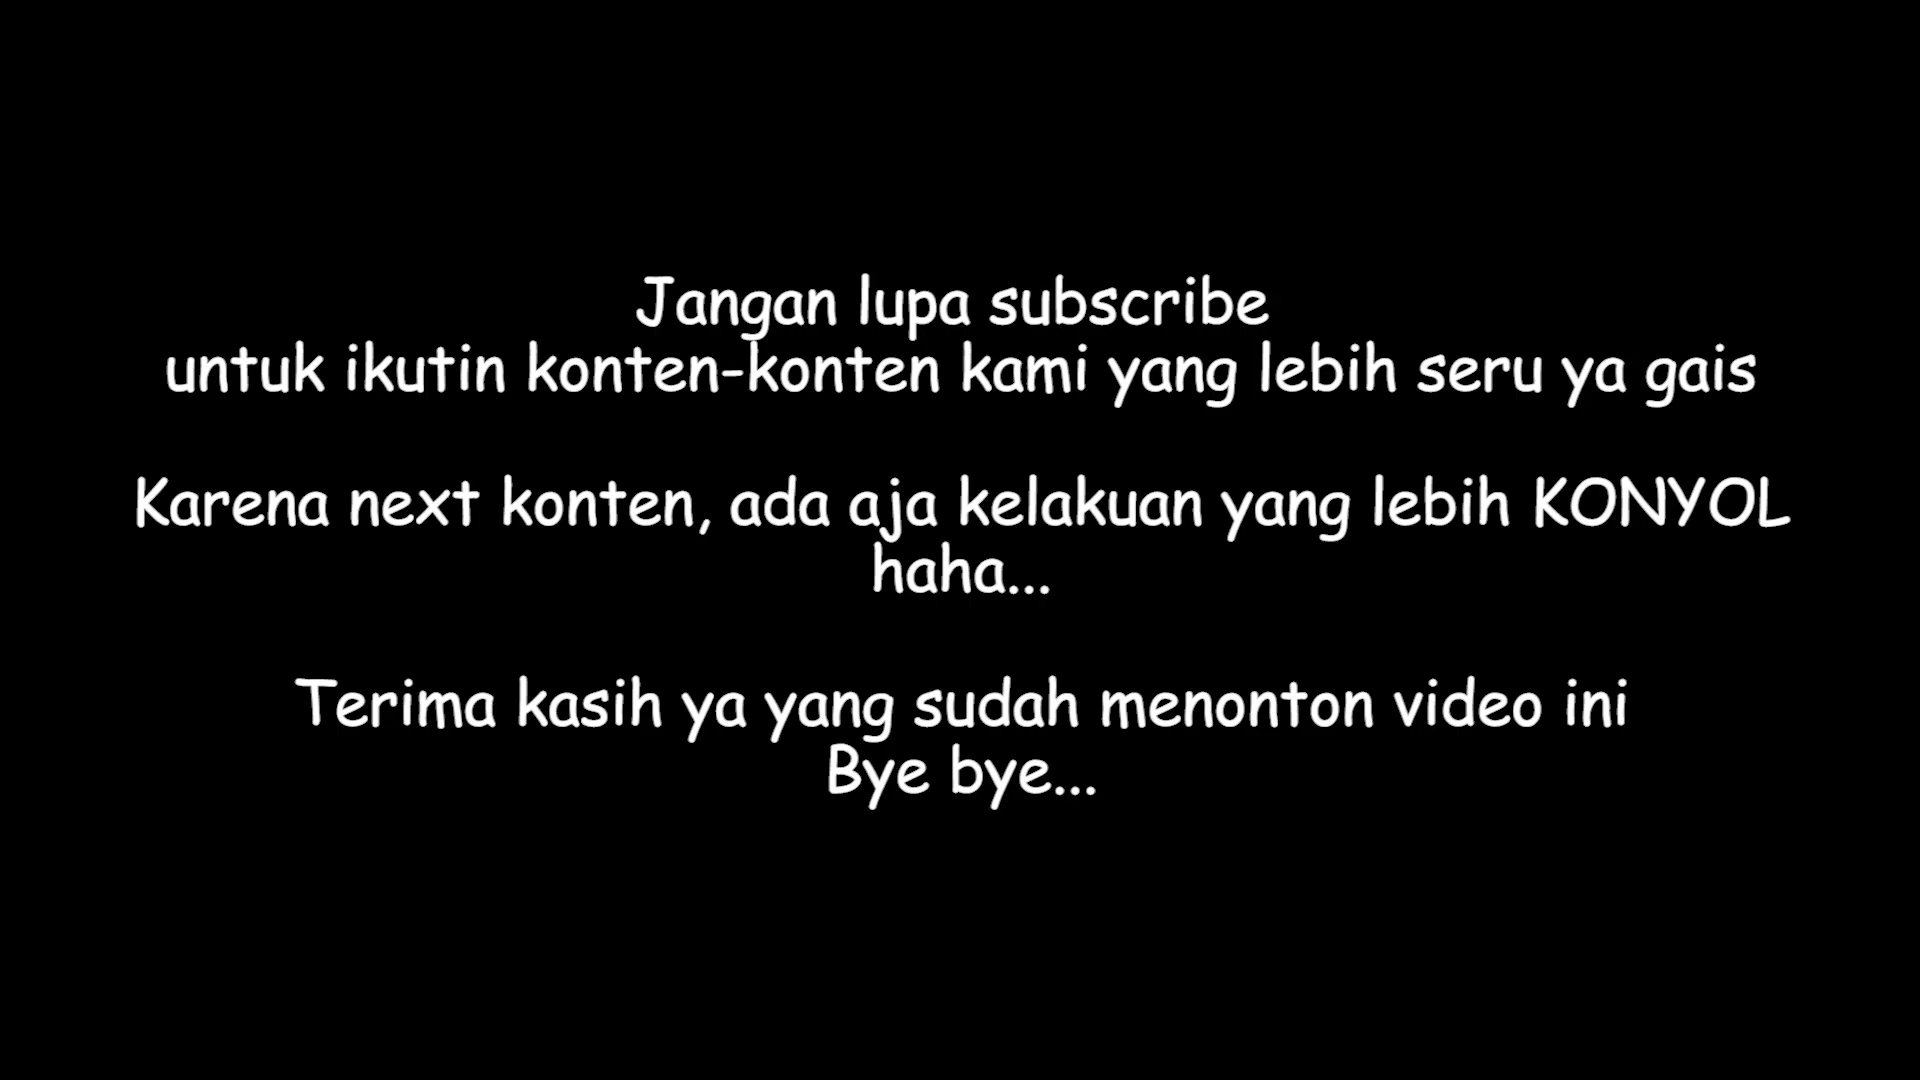 Jangan lupa subscribe
untuk ikutin konten-konten kami yang lebih seru ya gais
Karena next konten, ada aja kelakuan yang lebih KONYOL
haha...
Terima kasih ya yang sudah menonton video ini
Bye bye...